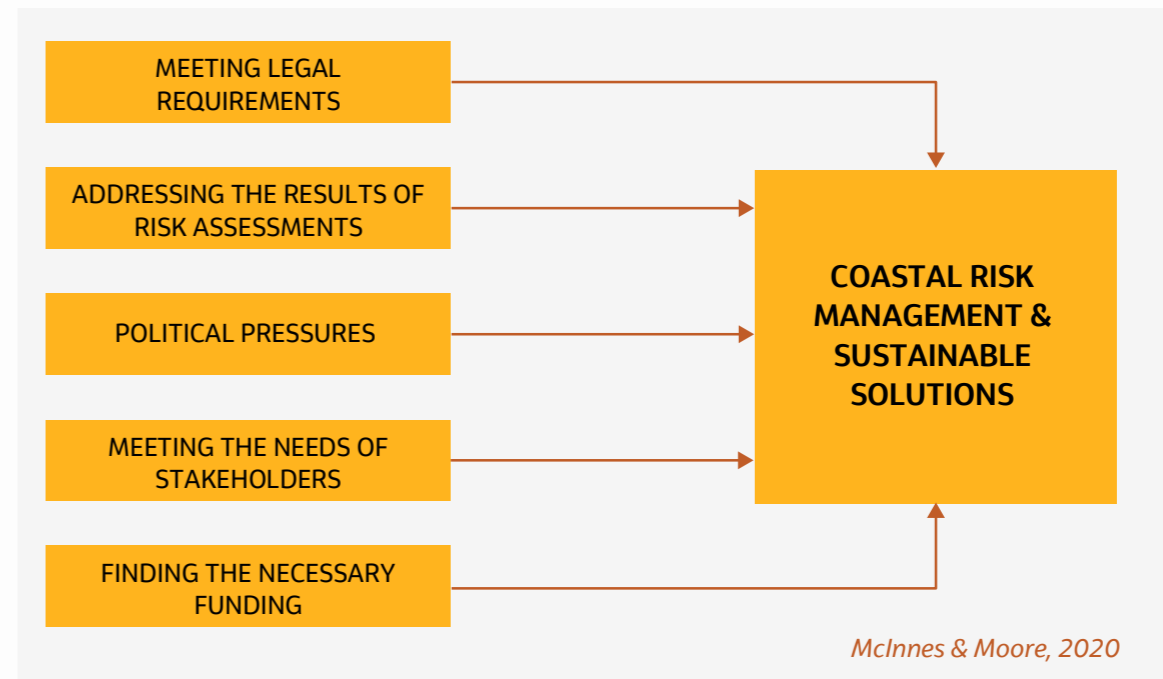 MEETING LEGAL
REQUIREMENTS
ADDRESSING THE RESULTS OF
RISK ASSESSMENTS
POLITICAL PRESSURES
MEETING THE NEEDS OF
STAKEHOLDERS
FINDING THE NECESSARY
FUNDING
COASTAL RISK
MANAGEMENT &
SUSTAINABLE
SOLUTIONS
McInnes & Moore, 2020